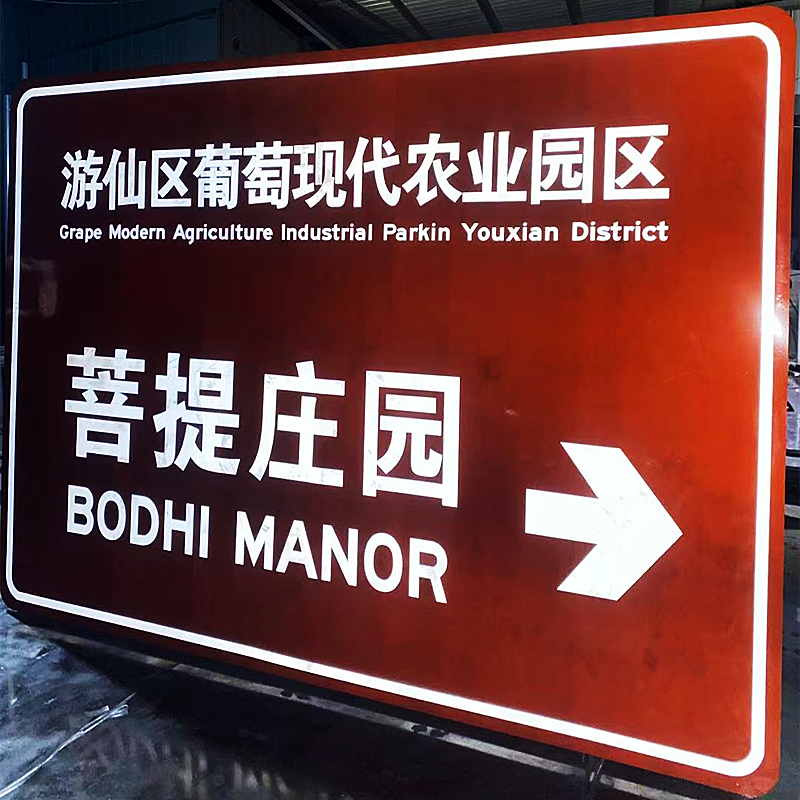 游仙区葡萄现代农业园区
Grape Modern Agriculture Industrial Parkin Youxian District
菩提庄园
BODHI MANOR